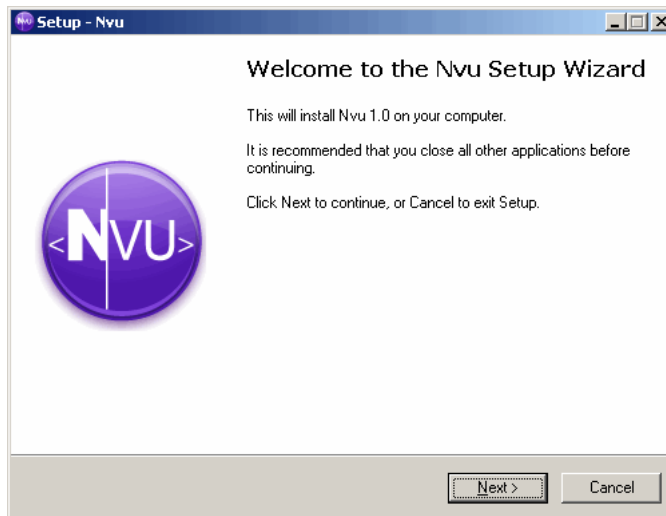 Setup - Nvu
Welcome to the Nvu Setup Wizard
This will install Nvu 1.0 on your computer.
It is recommended that you close all other applications before
continuing.
Click Next to continue, or Cancel to exit Setup.
<NVU>
Next >
Cancel